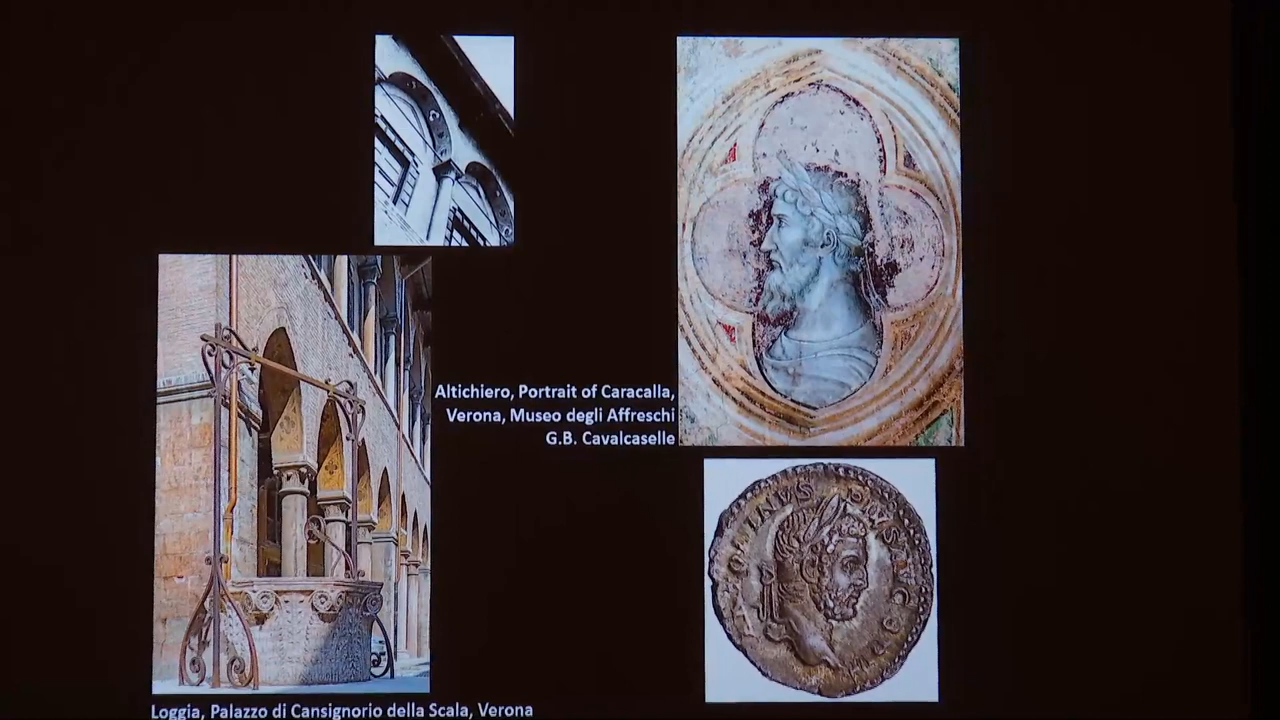 Altichiero, Portrait of Caracalla,
Verona, Museo degli Affreschi
G.B. Cavalcaselle
Loggia, Palazzo di Cansignorio della Scala, Verona